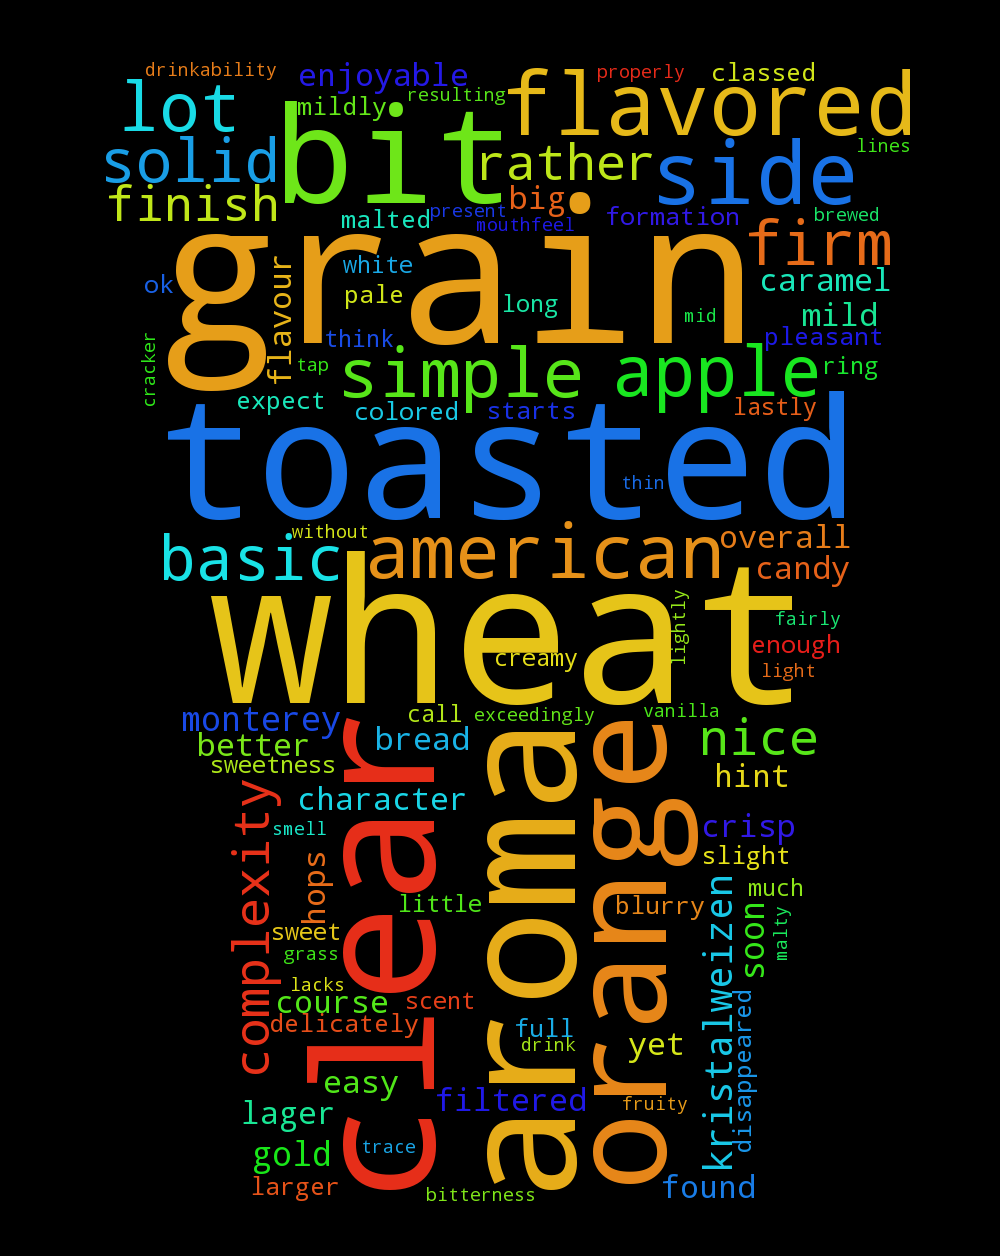 drinkability
enjoyable
properly
classed
lot
mildly
resulting
flavored
bit
solid
rather
side
lines
finish
big
malted
present
mouthfeel
formation
brewed
grain
firm
ok
flavour
white
pale
long
caramel
mid
mild
cracker
tap
think
simple
apple
pleasant
ring
expect
colored
starts
lastly
toasted
thin
without
basic
american
overall
candy
wheat
creamy
lightly
fairly
enough
light
monterey
call
exceedingly
vanilla
better
bread
nice
sweetness
clear
aroma
orange
hint
complexity
character
smell
crisp
hops
slight
little
blurry
much
sweet
kristalweizen
soon
malty
grass
lacks
course
scent
delicately
full
drink
yet
disappeared
easy
filtered
fruity
lager
gold
trace
larger
bitterness
found